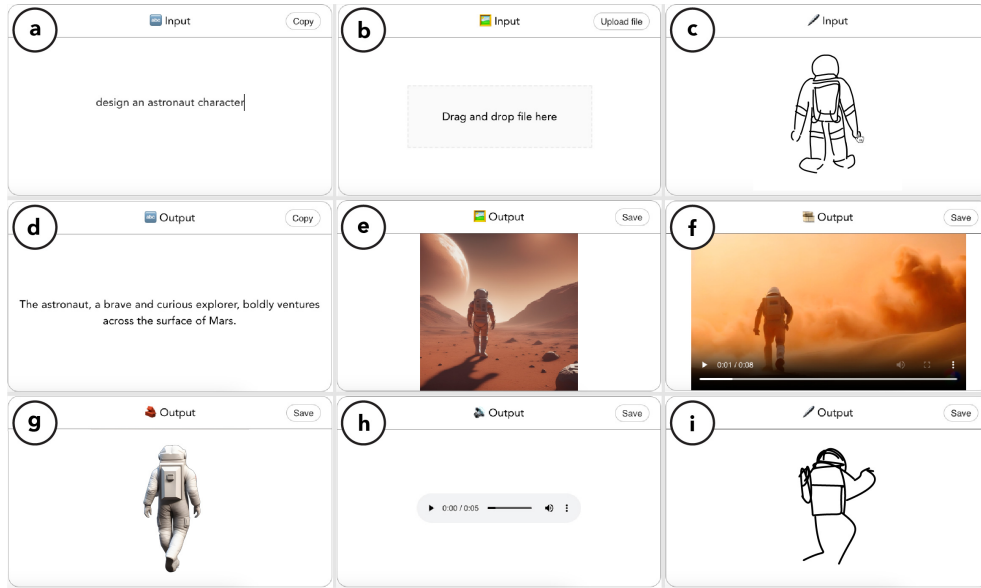 a
Input
Copy
design an astronaut character
b
Input
Upload file
Drag and drop file here
c
Input
d
Output
Copy
The astronaut, a brave and curious explorer, boldly ventures
across the surface of Mars.
e
Output
Save
f
Output
Save
0:01 / 0:08
g
Output
Save
h
Output
Save
0:00 / 0:05
i
Output
Save